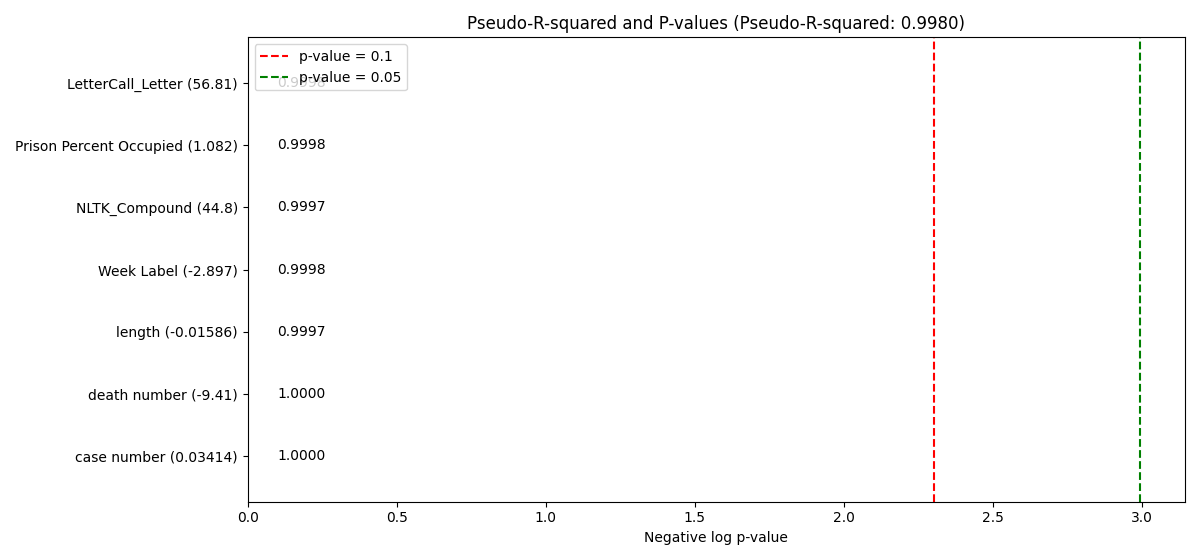 Pseudo-R-squared and P-values (Pseudo-R-squared: 0.9980)
p-value = 0.1
p-value = 0.05
LetterCall_Letter (56.81)
Prison Percent Occupied (1.082) 0.9998
NLTK_Compound (44.8) 0.9997
Week Label (-2.897) 0.9998
length (-0.01586) 0.9997
death number (-9.41) 1.0000
case number (0.03414) 1.0000
0.0 0.5 1.0 1.5 2.0 2.5 3.0
Negative log p-value